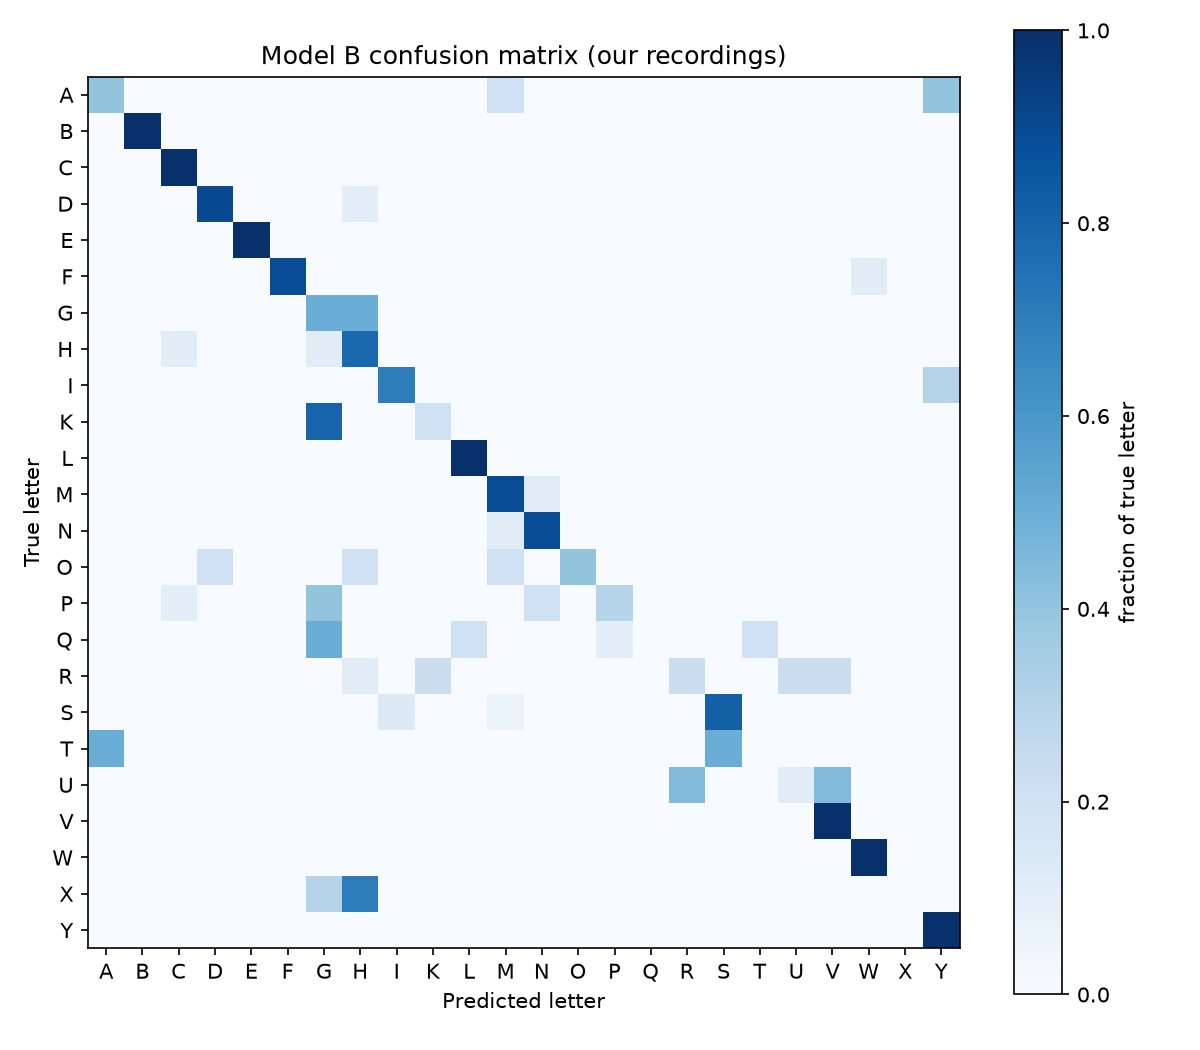 Model B confusion matrix (our recordings)
True letter
A
B
C
D
E
F
G
H
I
K
L
M
N
O
P
Q
R
S
T
U
V
W
X
Y
A B C D E F G H I K L M N O P Q R S T U V W X Y
Predicted letter
1.0
0.8
0.6
0.4
0.2
0.0
fraction of true letter